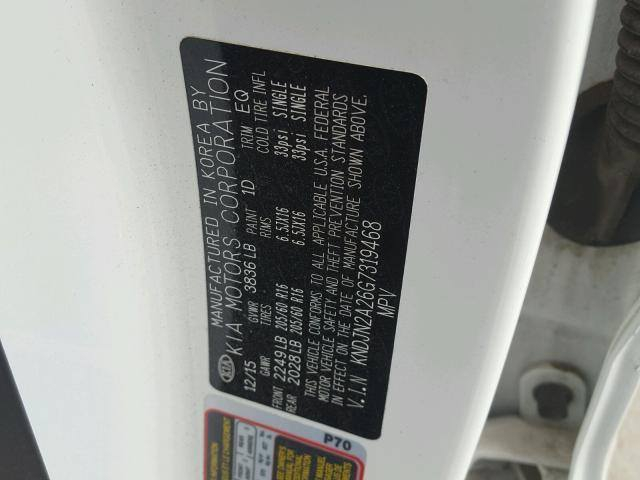 MANUFACTURED IN KOREA BY
KIA KIA MOTORS CORPORATION
12/15 GVWR 3836 LB PAINT 1D TRIM EQ
GAWR TIRES RIMS COLD TIRE INFL
FRONT 2249LB 205/60 R16 6.5JX16 33psi SINGLE
REAR 2028LB 205/60 R16 6.5JX16 33psi SINGLE
THIS VEHICLE CONFORMS TO ALL APPLICABLE U.S.A. FEDERAL
MOTOR VEHICLE SAFETY AND THEFT PREVENTION STANDARDS
IN EFFECT ON THE DATE OF MANUFACTURE SHOWN ABOVE.
V.I.N KNDJN2A26G7319468
MPV
P70